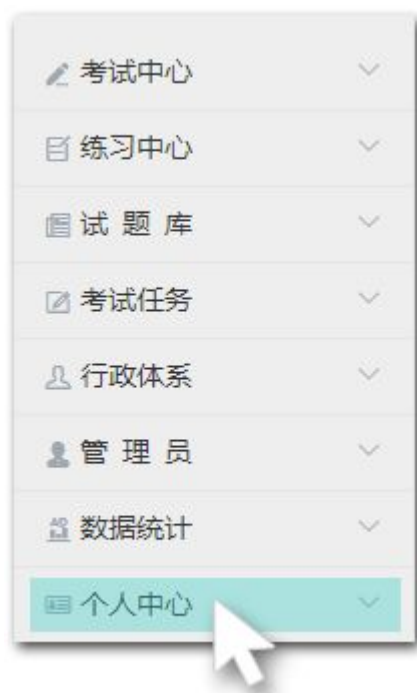 考试中心
练习中心
试 题 库
考试任务
行政体系
管 理 员
数据统计
个人中心